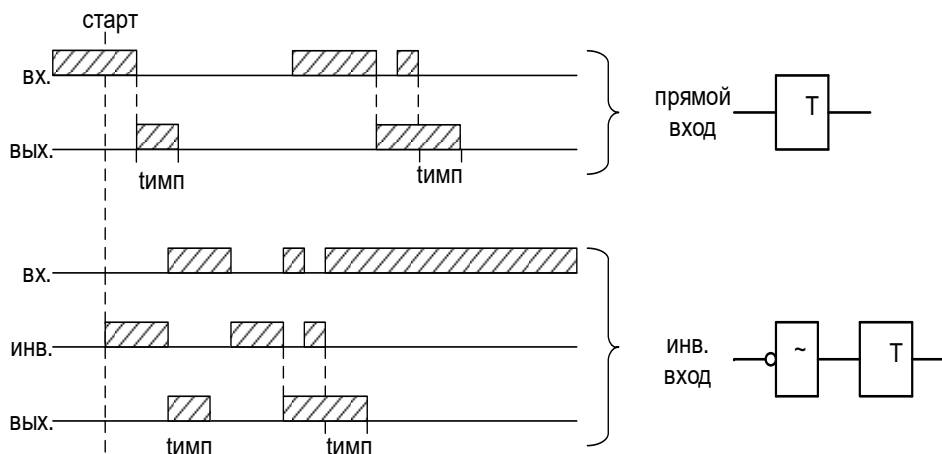 старт
вх.
вых.
tимп
tимп
прямой
вход
T
вх.
инв.
вых.
tимп
tимп
инв.
вход
~
T